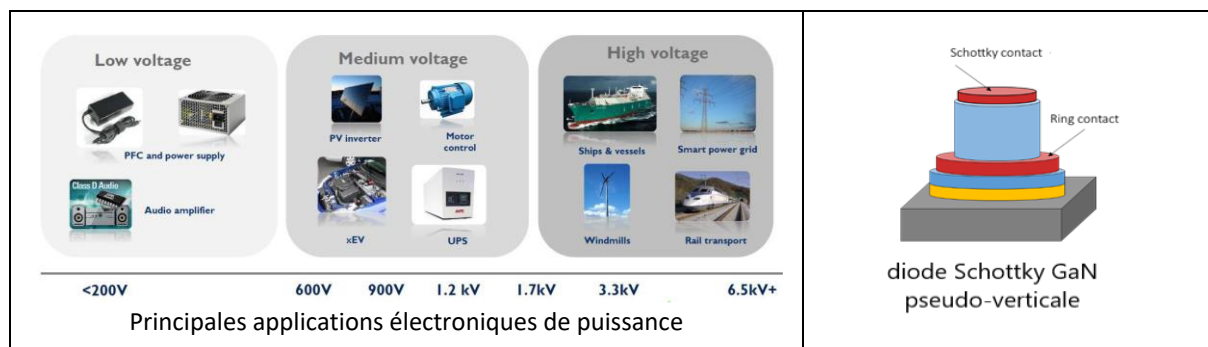 Low voltage
PFC and power supply
Class D Audio
Audio amplifier
Medium voltage
PV inverter
Motor
control
xEV
UPS
High voltage
Ships & vessels
Smart power grid
Windmills
Rail transport
<200V 600V 900V 1.2 kV 1.7kV 3.3kV 6.5kV+
Principales applications électroniques de puissance
Schottky contact
Ring contact
diode Schottky GaN
pseudo-verticale